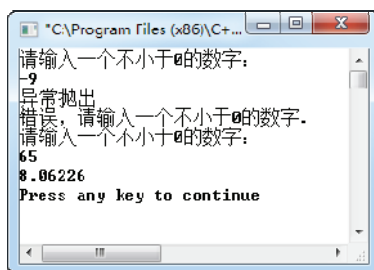 *C:\Program Files (x86)\C+...
请输入一个不小于0的数字：
-9
异常抛出
错误，请输入一个不小于0的数字.
请输入一个不小于0的数字：
65
8.06226
Press any key to continue